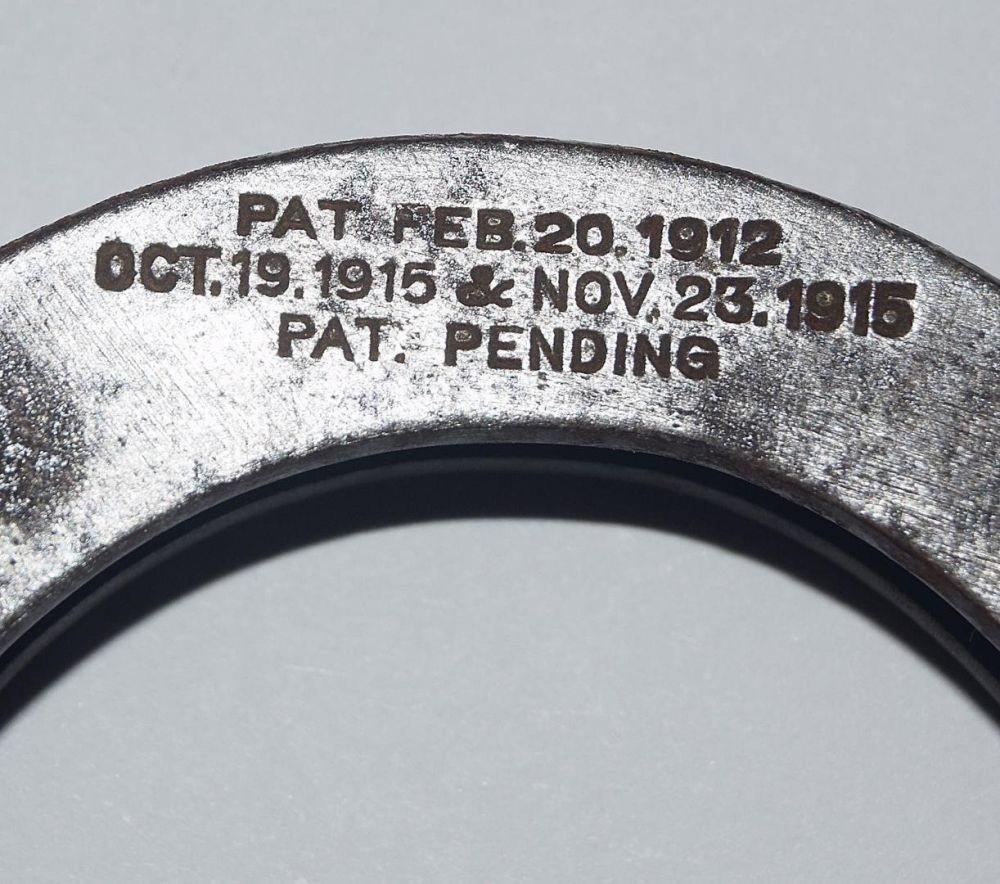 PAT. FEB.20.1912
OCT.19.1915 & NOV.23.1915
PAT. PENDING